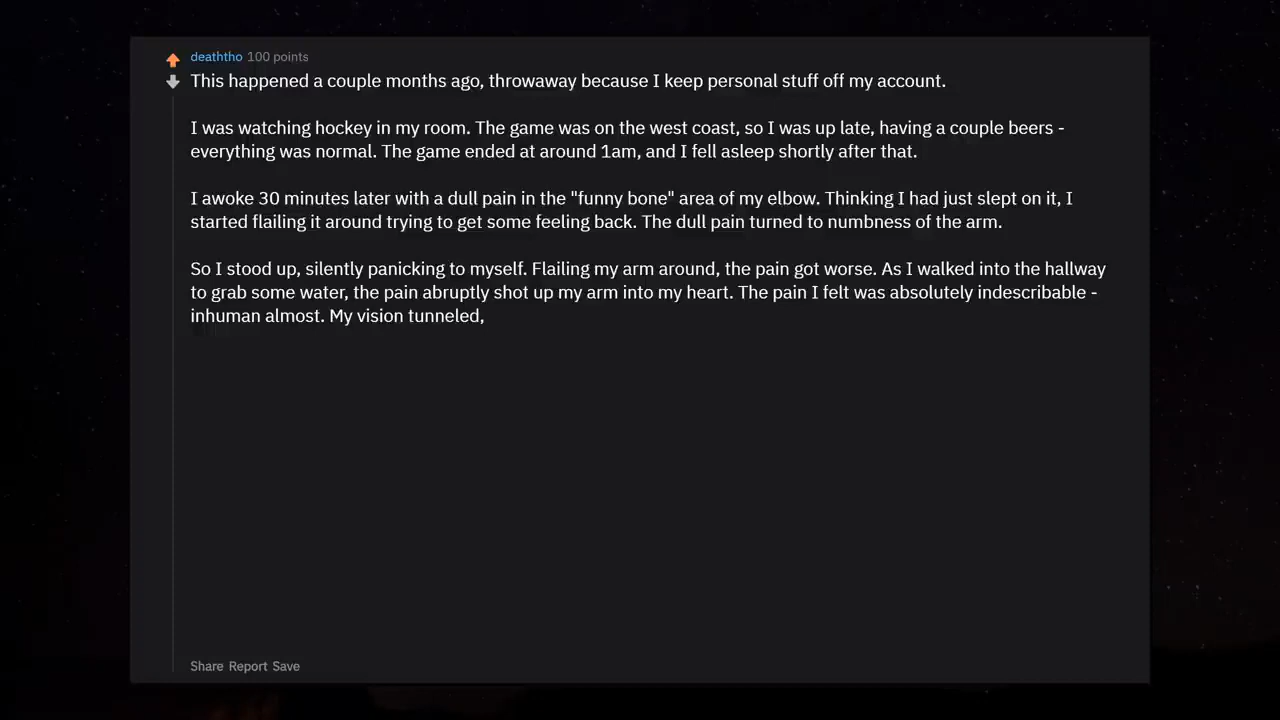 deaththo 100 points
This happened a couple months ago, throwaway because I keep personal stuff off my account.
I was watching hockey in my room. The game was on the west coast, so I was up late, having a couple beers -
everything was normal. The game ended at around 1am, and I fell asleep shortly after that.
I awoke 30 minutes later with a dull pain in the "funny bone" area of my elbow. Thinking I had just slept on it, I
started flailing it around trying to get some feeling back. The dull pain turned to numbness of the arm.
So I stood up, silently panicking to myself. Flailing my arm around, the pain got worse. As I walked into the hallway
to grab some water, the pain abruptly shot up my arm into my heart. The pain I felt was absolutely indescribable -
inhuman almost. My vision tunneled,
Share Report Save